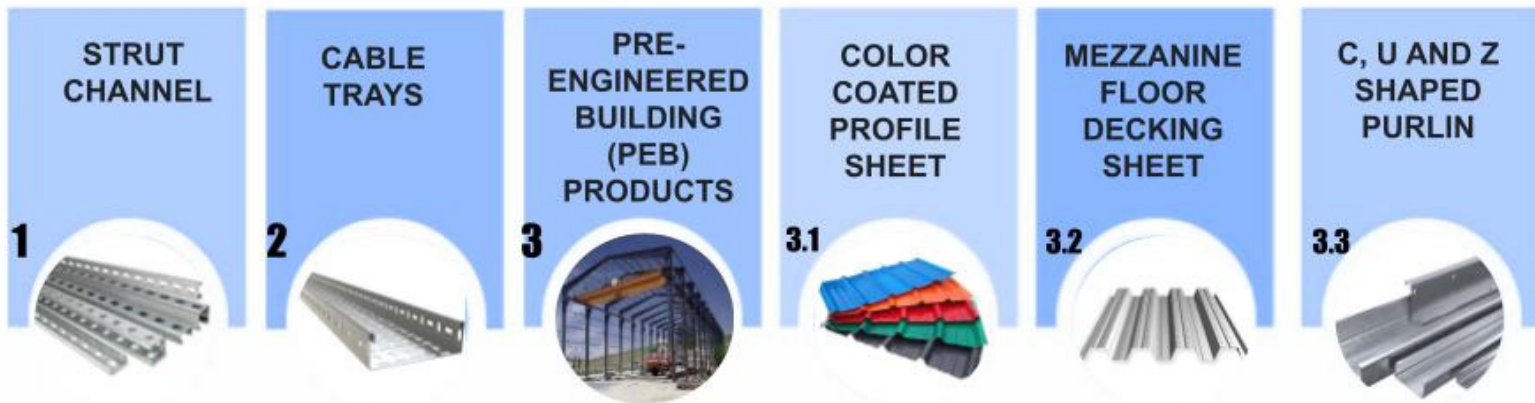 STRUT
CHANNEL
1
CABLE
TRAYS
2
PRE-
ENGINEERED
BUILDING
(PEB)
PRODUCTS
3
COLOR
COATED
PROFILE
SHEET
3.1
MEZZANINE
FLOOR
DECKING
SHEET
3.2
C, U AND Z
SHAPED
PURLIN
3.3